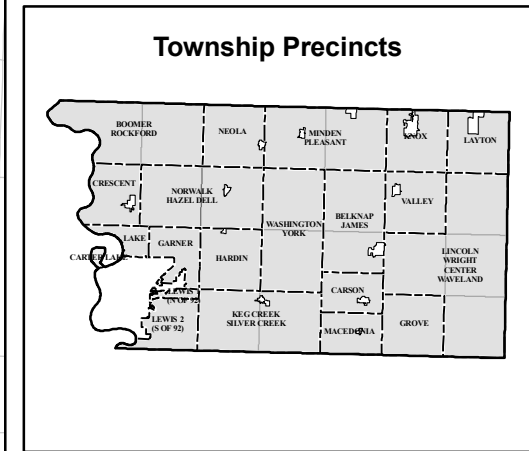 Township Precincts
BOOMER
ROCKFORD
NEOLA
MINDEN
PLEASANT
KNOX
LAYTON
CRESCENT
NORWALK
HAZEL DELL
VALLEY
BELKNAP
JAMES
WASHINGTON
YORK
LAKE
GARNER
CARTER LAKE
HARDIN
LINCOLN
WRIGHT
CENTER
WAVELAND
LEWIS
(N OF 92)
CARSON
LEWIS 2
(S OF 92)
KEG CREEK
SILVER CREEK
MACEDONIA
GROVE